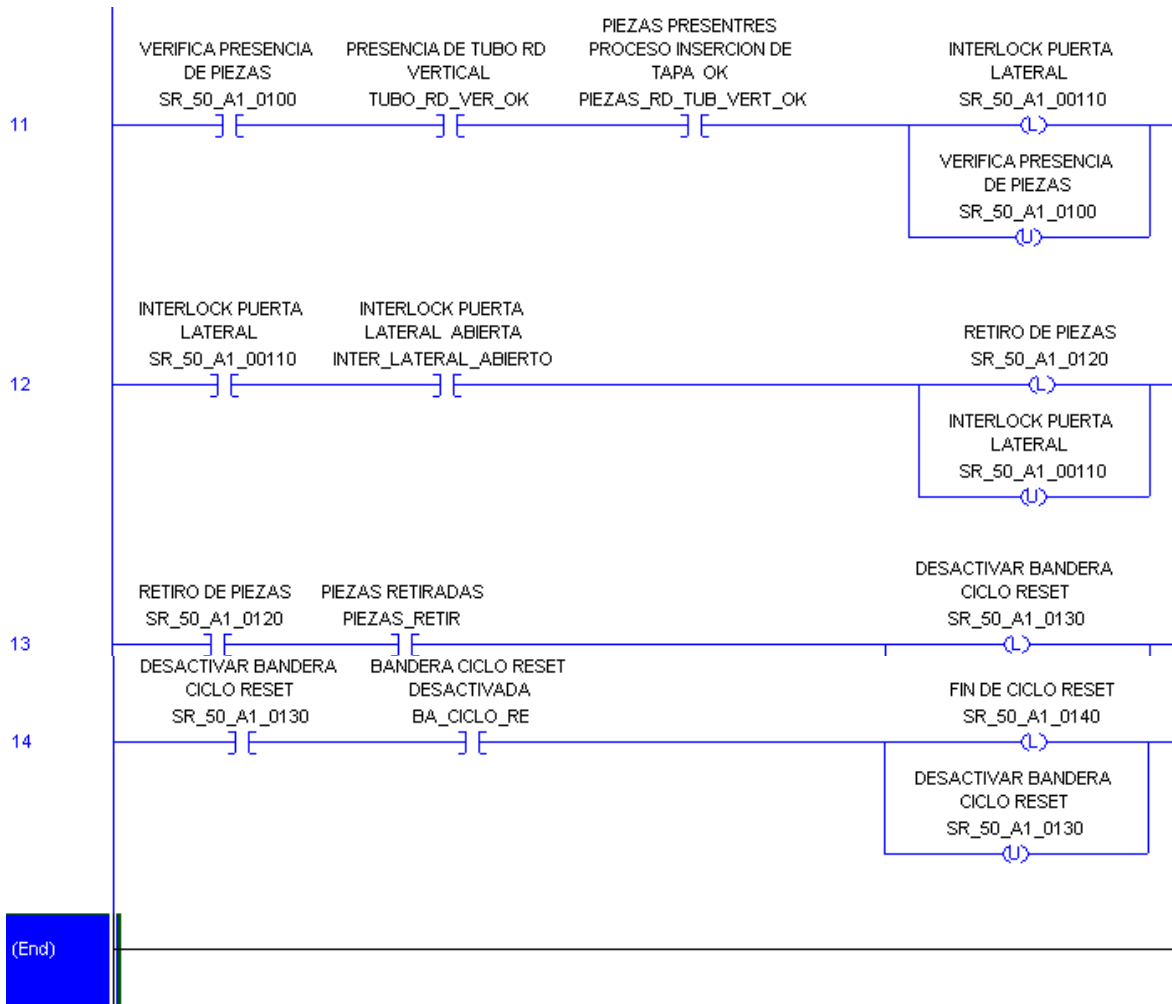 VERIFICA PRESENCIA
DE PIEZAS
SR_50_A1_0100
PRESENCIA DE TUBO RD
VERTICAL
TUBO_RD_VER_OK
PIEZAS PRESENTRES
PROCESO INSERCION DE
TAPA OK
PIEZAS_RD_TUB_VERT_OK
INTERLOCK PUERTA
LATERAL
SR_50_A1_00110
11
L
VERIFICA PRESENCIA
DE PIEZAS
SR_50_A1_0100
U
INTERLOCK PUERTA
LATERAL
SR_50_A1_00110
INTERLOCK PUERTA
LATERAL ABIERTA
INTER_LATERAL_ABIERTO
RETIRO DE PIEZAS
SR_50_A1_0120
12
L
INTERLOCK PUERTA
LATERAL
SR_50_A1_00110
U
RETIRO DE PIEZAS
SR_50_A1_0120
PIEZAS RETIRADAS
PIEZAS_RETIR
DESACTIVAR BANDERA
CICLO RESET
SR_50_A1_0130
13
L
DESACTIVAR BANDERA
CICLO RESET
SR_50_A1_0130
BANDERA CICLO RESET
DESACTIVADA
BA_CICLO_RE
FIN DE CICLO RESET
SR_50_A1_0140
14
L
DESACTIVAR BANDERA
CICLO RESET
SR_50_A1_0130
U
(End)